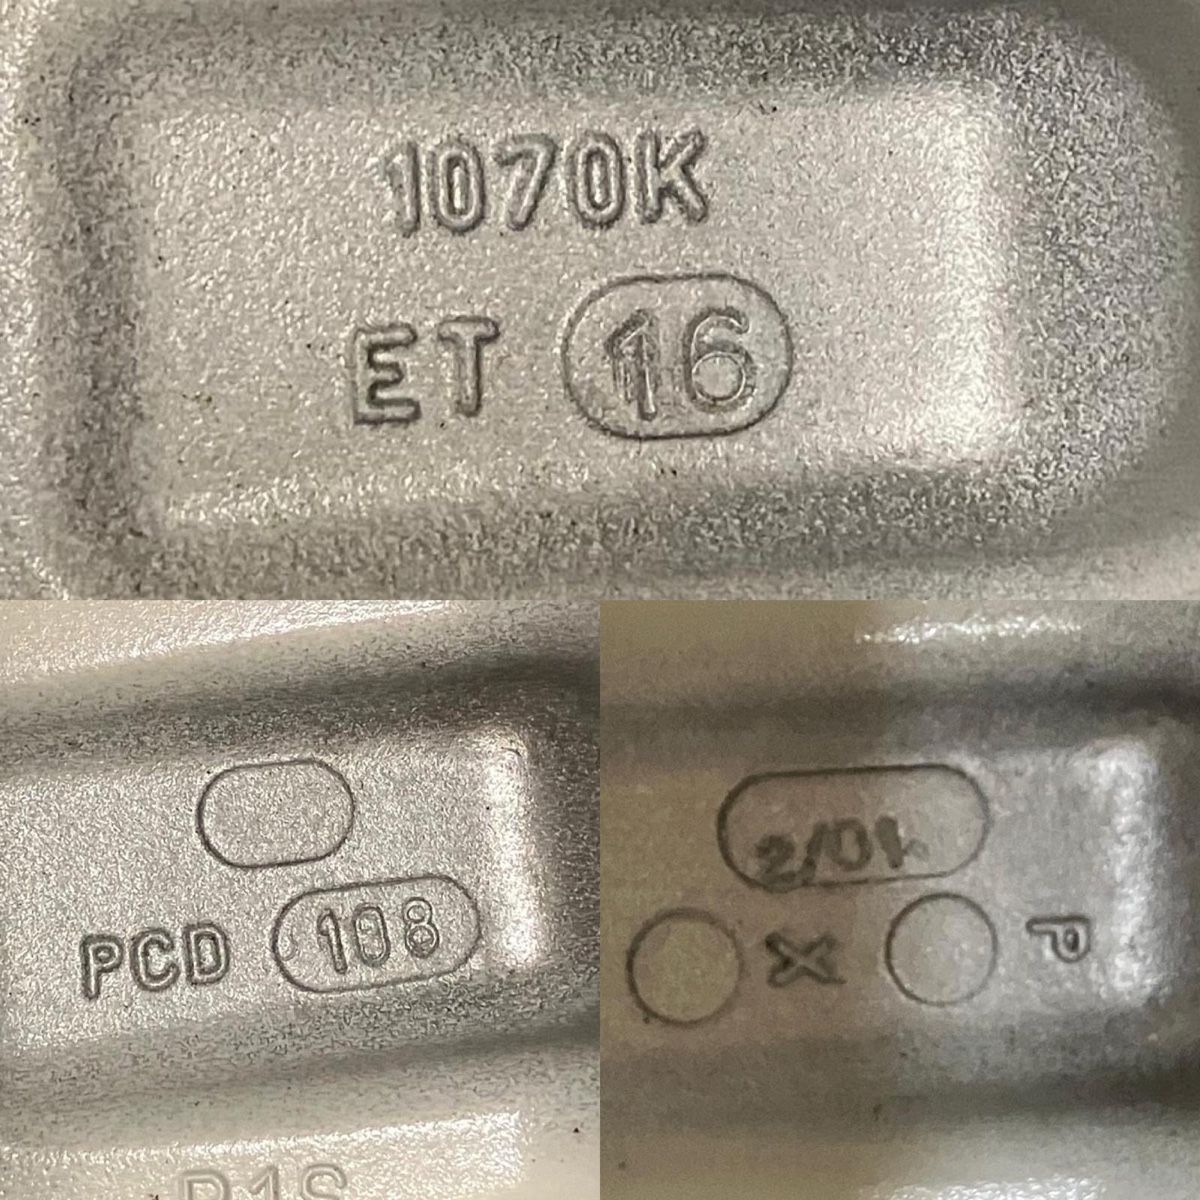 1070K
ET 16
PCD 108
2/01
X P